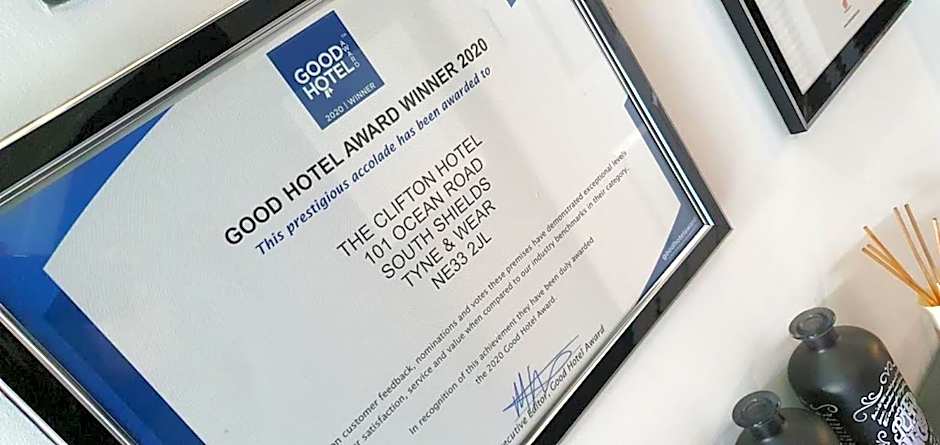 GOOD
HOTEL
AWARD
2020 | WINNER
GOOD HOTEL AWARD WINNER 2020
This prestigious accolade has been awarded to
THE CLIFTON HOTEL
101 OCEAN ROAD
SOUTH SHIELDS
TYNE & WEAR
NE33 2JL
on customer feedback, nominations and votes these premises have demonstrated exceptional levels
satisfaction, service and value when compared to our industry benchmarks in their category.
In recognition of this achievement they have been duly awarded
the 2020 Good Hotel Award.
Editor, Good Hotel Award